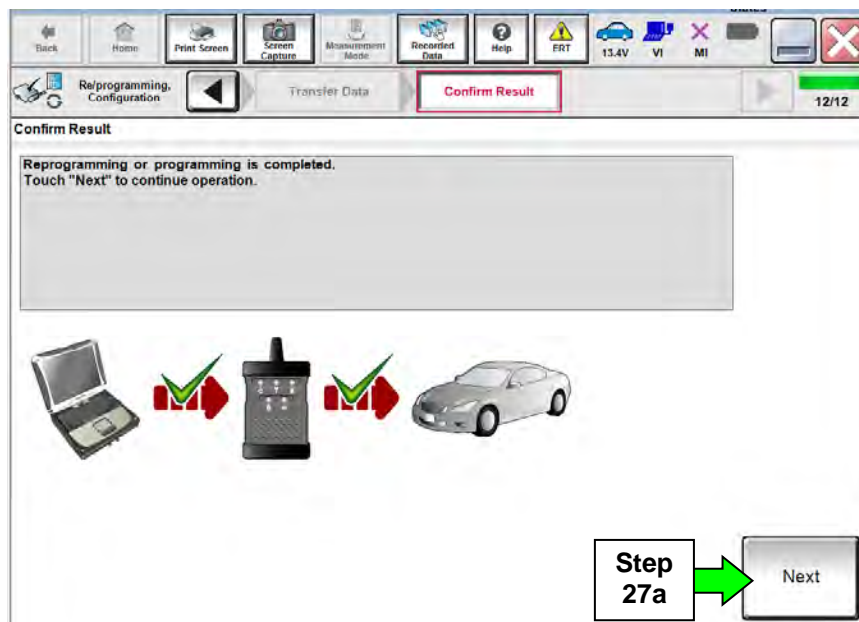 Back
Home
Print Screen
Screen
Capture
Measurement
Mode
Recorded
Data
Help
ERT
13.4V
VI
MI
Re/programming,
Configuration
Transfer Data
Confirm Result
12/12
Confirm Result
Reprogramming or programming is completed.
Touch "Next" to continue operation.
Step
27a
Next